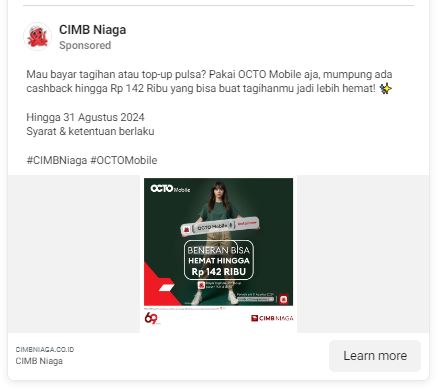 CIMB Niaga
Sponsored
Mau bayar tagihan atau top-up pulsa? Pakai OCTO Mobile aja, mumpung ada
cashback hingga Rp 142 Ribu yang bisa buat tagihanmu jadi lebih hemat! ✨
Hingga 31 Agustus 2024
Syarat & ketentuan berlaku
#CIMBNiaga #OCTOMobile
OCTO Mobile
OCTO Mobile
BENERAN BISA
HEMAT HINGGA
Rp 142 RIBU
69
CIMB NIAGA
CIMBNIAGA.CO.ID
CIMB Niaga
Learn more